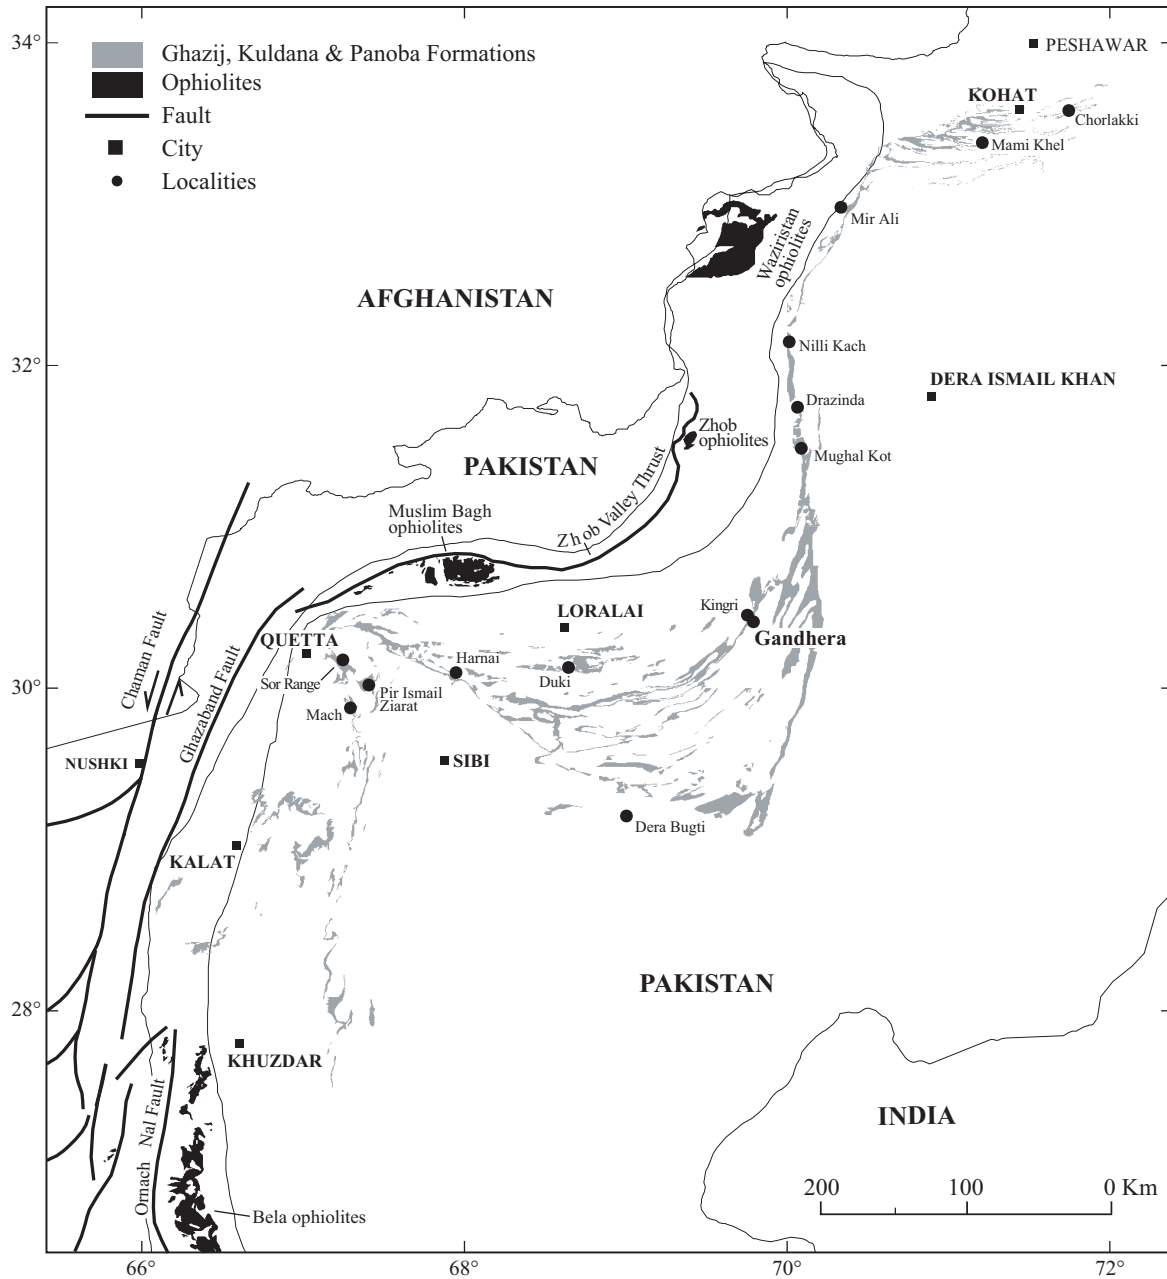 34°
Ghazij, Kuldana & Panoba Formations
Ophiolites
Fault
City
Localities
PESHAWAR
KOHAT
Chorlakki
Mami Khel
Mir Ali
Waziristan
ophiolites
AFGHANISTAN
32°
Nilli Kach
DERA ISMAIL KHAN
Drazinda
Zhob
ophiolites
Mughal Kot
PAKISTAN
Zhob Valley Thrust
Muslim Bagh
ophiolites
Kingri
LORALAI
Gandhera
QUETTA
Chaman Fault
Ghazaband Fault
Harnai
Sor Range
Duki
30°
Pir Ismail
Ziarat
Mach
NUSHKI
SIBI
Dera Bugti
KALAT
PAKISTAN
28°
KHUZDAR
INDIA
Ornach Nal Fault
200 100 0 Km
Bela ophiolites
66° 68° 70° 72°